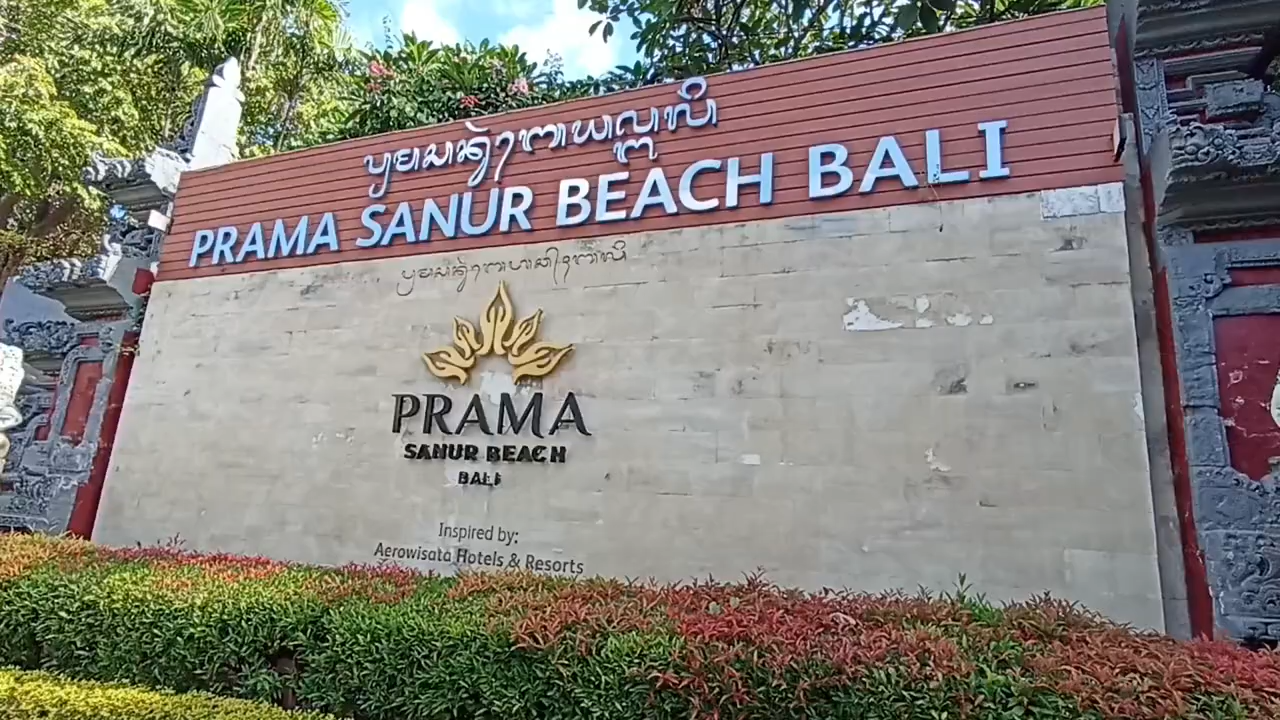 PRAMA SANUR BEACH BALI
PRAMA
SANUR BEACH
BALI
Inspired by:
Aerowisata Hotels & Resorts